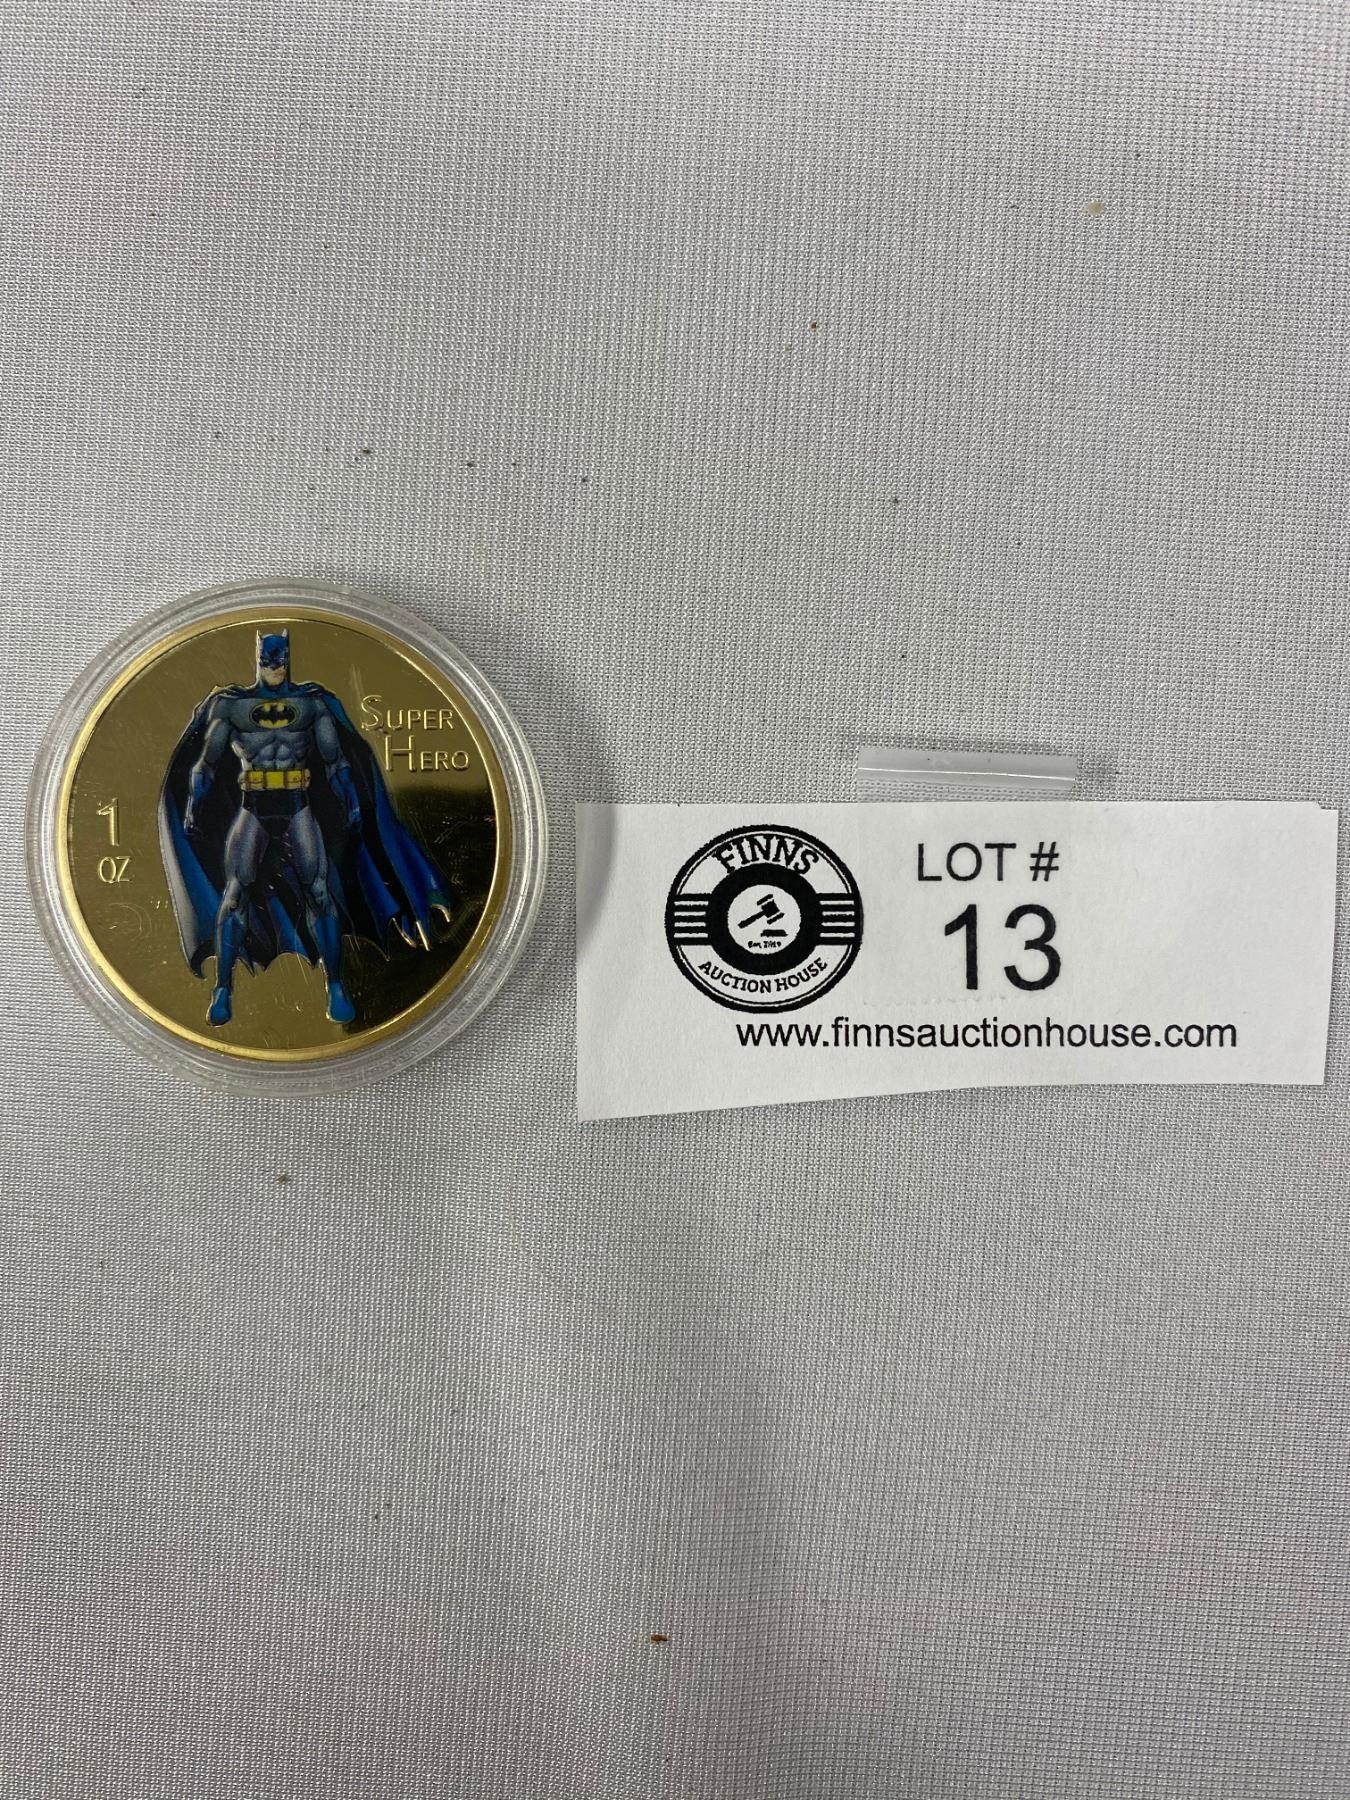 SUPER
HERO
1
OZ
FINNS
AUCTION HOUSE
LOT #
13
www.finnsauctionhouse.com